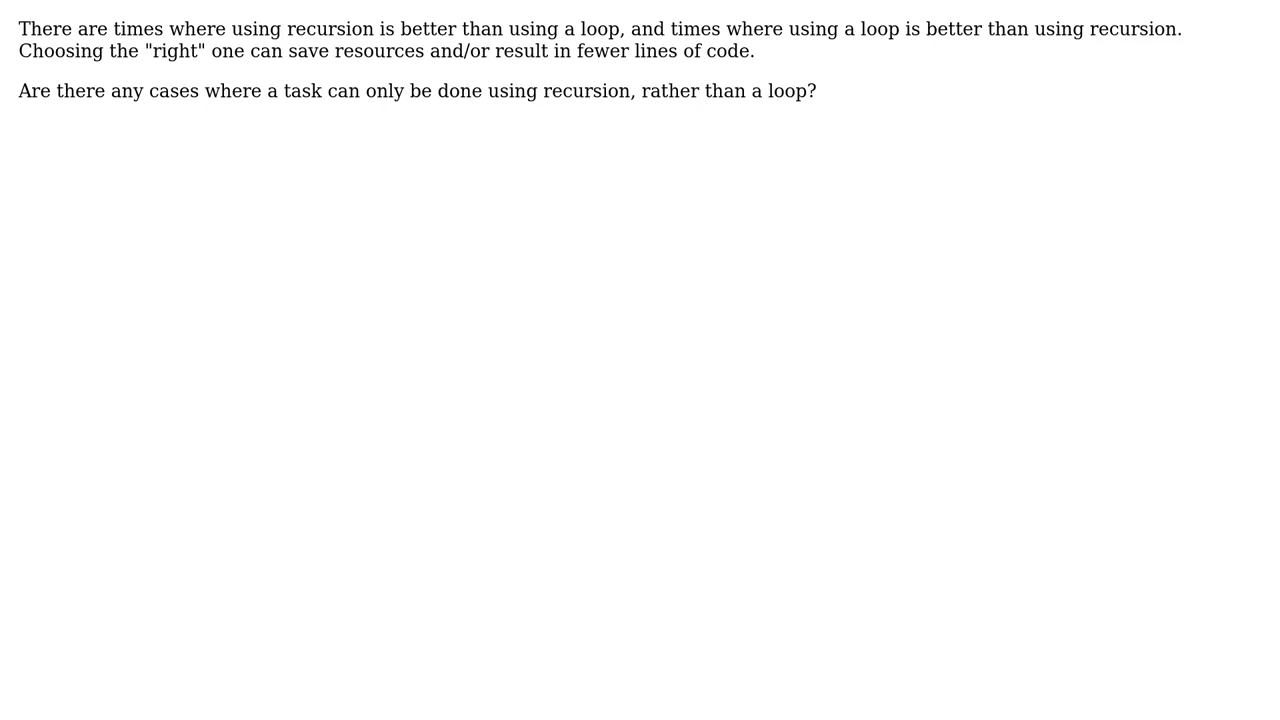 There are times where using recursion is better than using a loop, and times where using a loop is better than using recursion.
Choosing the "right" one can save resources and/or result in fewer lines of code.
Are there any cases where a task can only be done using recursion, rather than a loop?